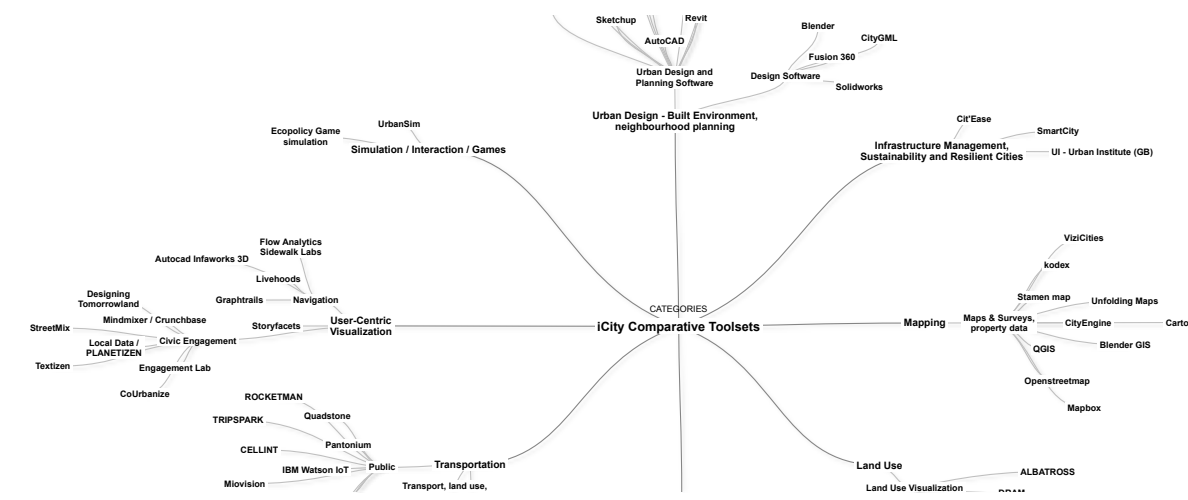 Sketchup
Revit
AutoCAD
Urban Design and
Planning Software
Blender
CityGML
Fusion 360
Design Software
Solidworks
Urban Design - Built Environment,
neighbourhood planning
Ecopolicy Game
simulation
UrbanSim
Simulation / Interaction / Games
Cit'Ease
SmartCity
Infrastructure Management,
Sustainability and Resilient Cities
UI - Urban Institute (GB)
Flow Analytics
Sidewalk Labs
Autocad Infaworks 3D
Livehoods
Graphtrails
Navigation
Designing
Tomorrowland
Mindmixer / Crunchbase
StreetMix
Storyfacets
User-Centric
Visualization
Civic Engagement
Local Data /
PLANETIZEN
Textizen
Engagement Lab
CoUrbanize
CATEGORIES
iCity Comparative Toolsets
ViziCities
kodex
Stamen map
Unfolding Maps
Mapping
Maps & Surveys,
property data
CityEngine
Carto
QGIS
Blender GIS
Openstreetmap
Mapbox
ROCKETMAN
Quadstone
TRIPSPARK
Pantonium
CELLINT
IBM Watson IoT
Public
Transportation
Miovision
Transport, land use,
Land Use
ALBATROSS
Land Use Visualization
DRAM